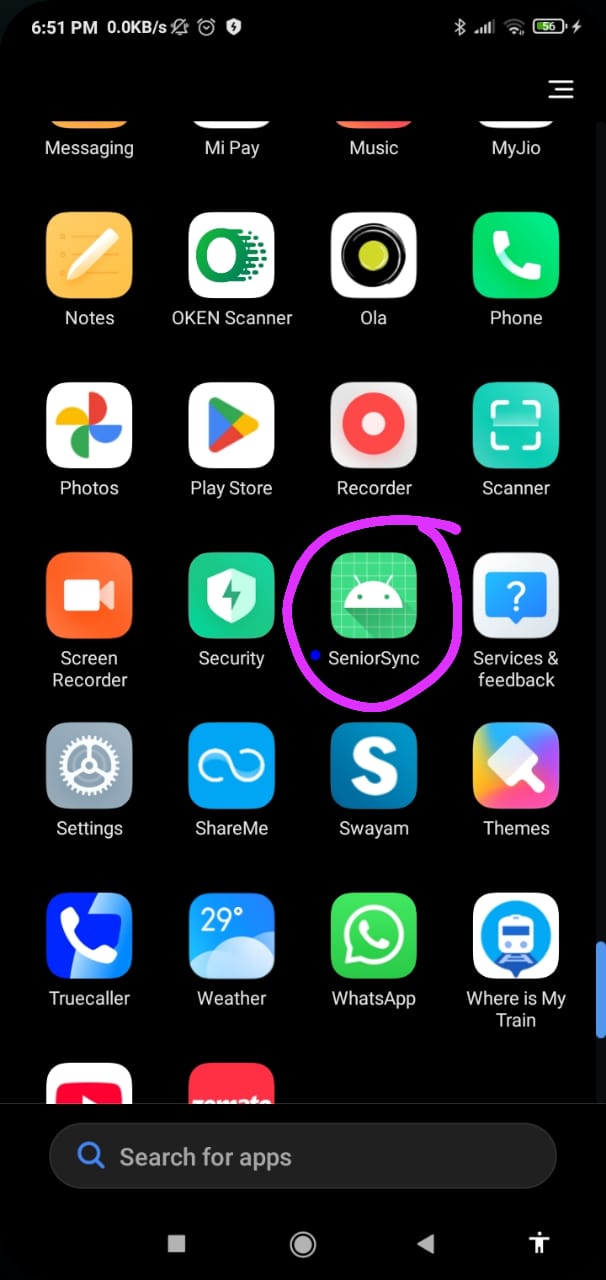 6:51 PM 0.0KB/s 56
Messaging Mi Pay Music MyJio
Notes OKEN Scanner Ola Phone
Photos Play Store Recorder Scanner
Screen Recorder Security SeniorSync Services & feedback
?
Settings ShareMe Swayam Themes
S
29°
Truecaller Weather WhatsApp Where is My Train
zomato
Search for apps